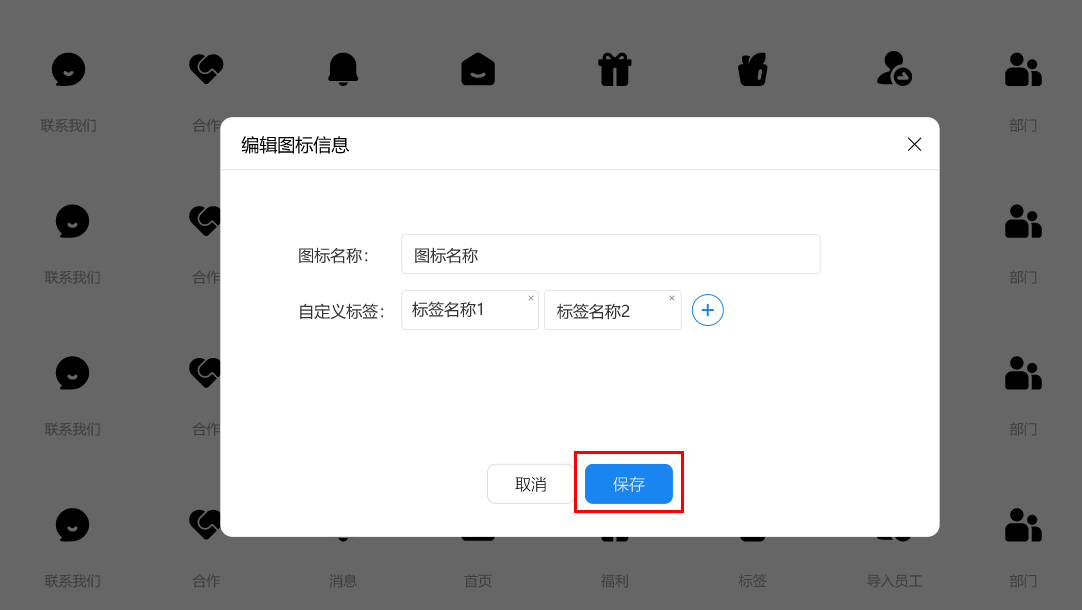 联系我们 合作 部门
编辑图标信息
图标名称： 图标名称
联系我们 合作 部门
自定义标签： 标签名称1 × 标签名称2 × +
联系我们 合作 部门
取消 保存
联系我们 合作 消息 首页 福利 标签 导入员工 部门